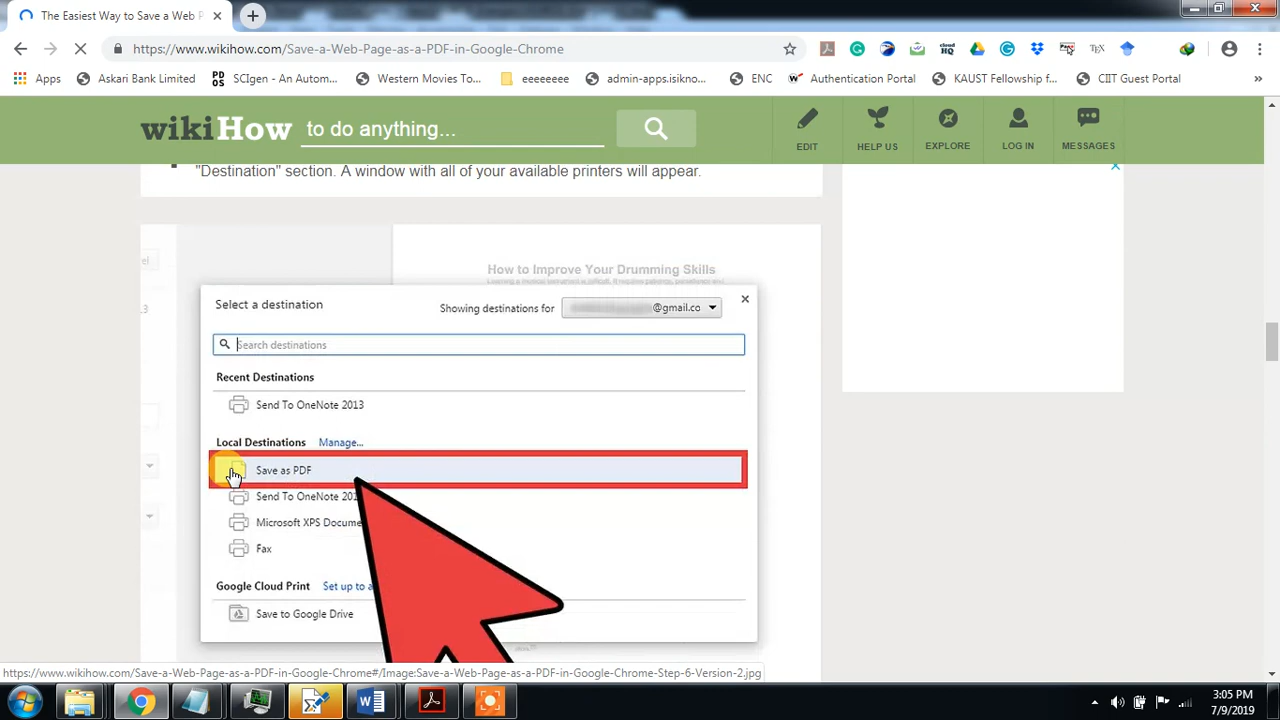 The Easiest Way to Save a Web P
https://www.wikihow.com/Save-a-Web-Page-as-a-PDF-in-Google-Chrome
Apps Askari Bank Limited PD OS SCIgen - An Autom... Western Movies‎:To... eeeeeee admin-apps.isikno... ENC Authentication Portal KAUST Fellowship f... CIIT Guest Portal »
wikiHow to do anything... EDIT HELP US EXPLORE LOG IN MESSAGES
"Destination" section. A window with all of your available printers will appear.
How to Improve Your Drumming Skills
Select a destination
Showing destinations for @gmail.co
Search destinations
Recent Destinations
Send To OneNote 2013
Local Destinations Manage...
Save as PDF
Send To OneNote 201
Microsoft XPS Docume
Fax
Google Cloud Print Set up to a
Save to Google Drive
https://www.wikihow.com/Save-a-Web-Page-as-a-PDF-in-Google-Chrome#/Image:Save-a-Web-Page-as-a-PDF-in-Google-Chrome-Step-6-Version-2.jpg
3:05 PM
7/9/2019